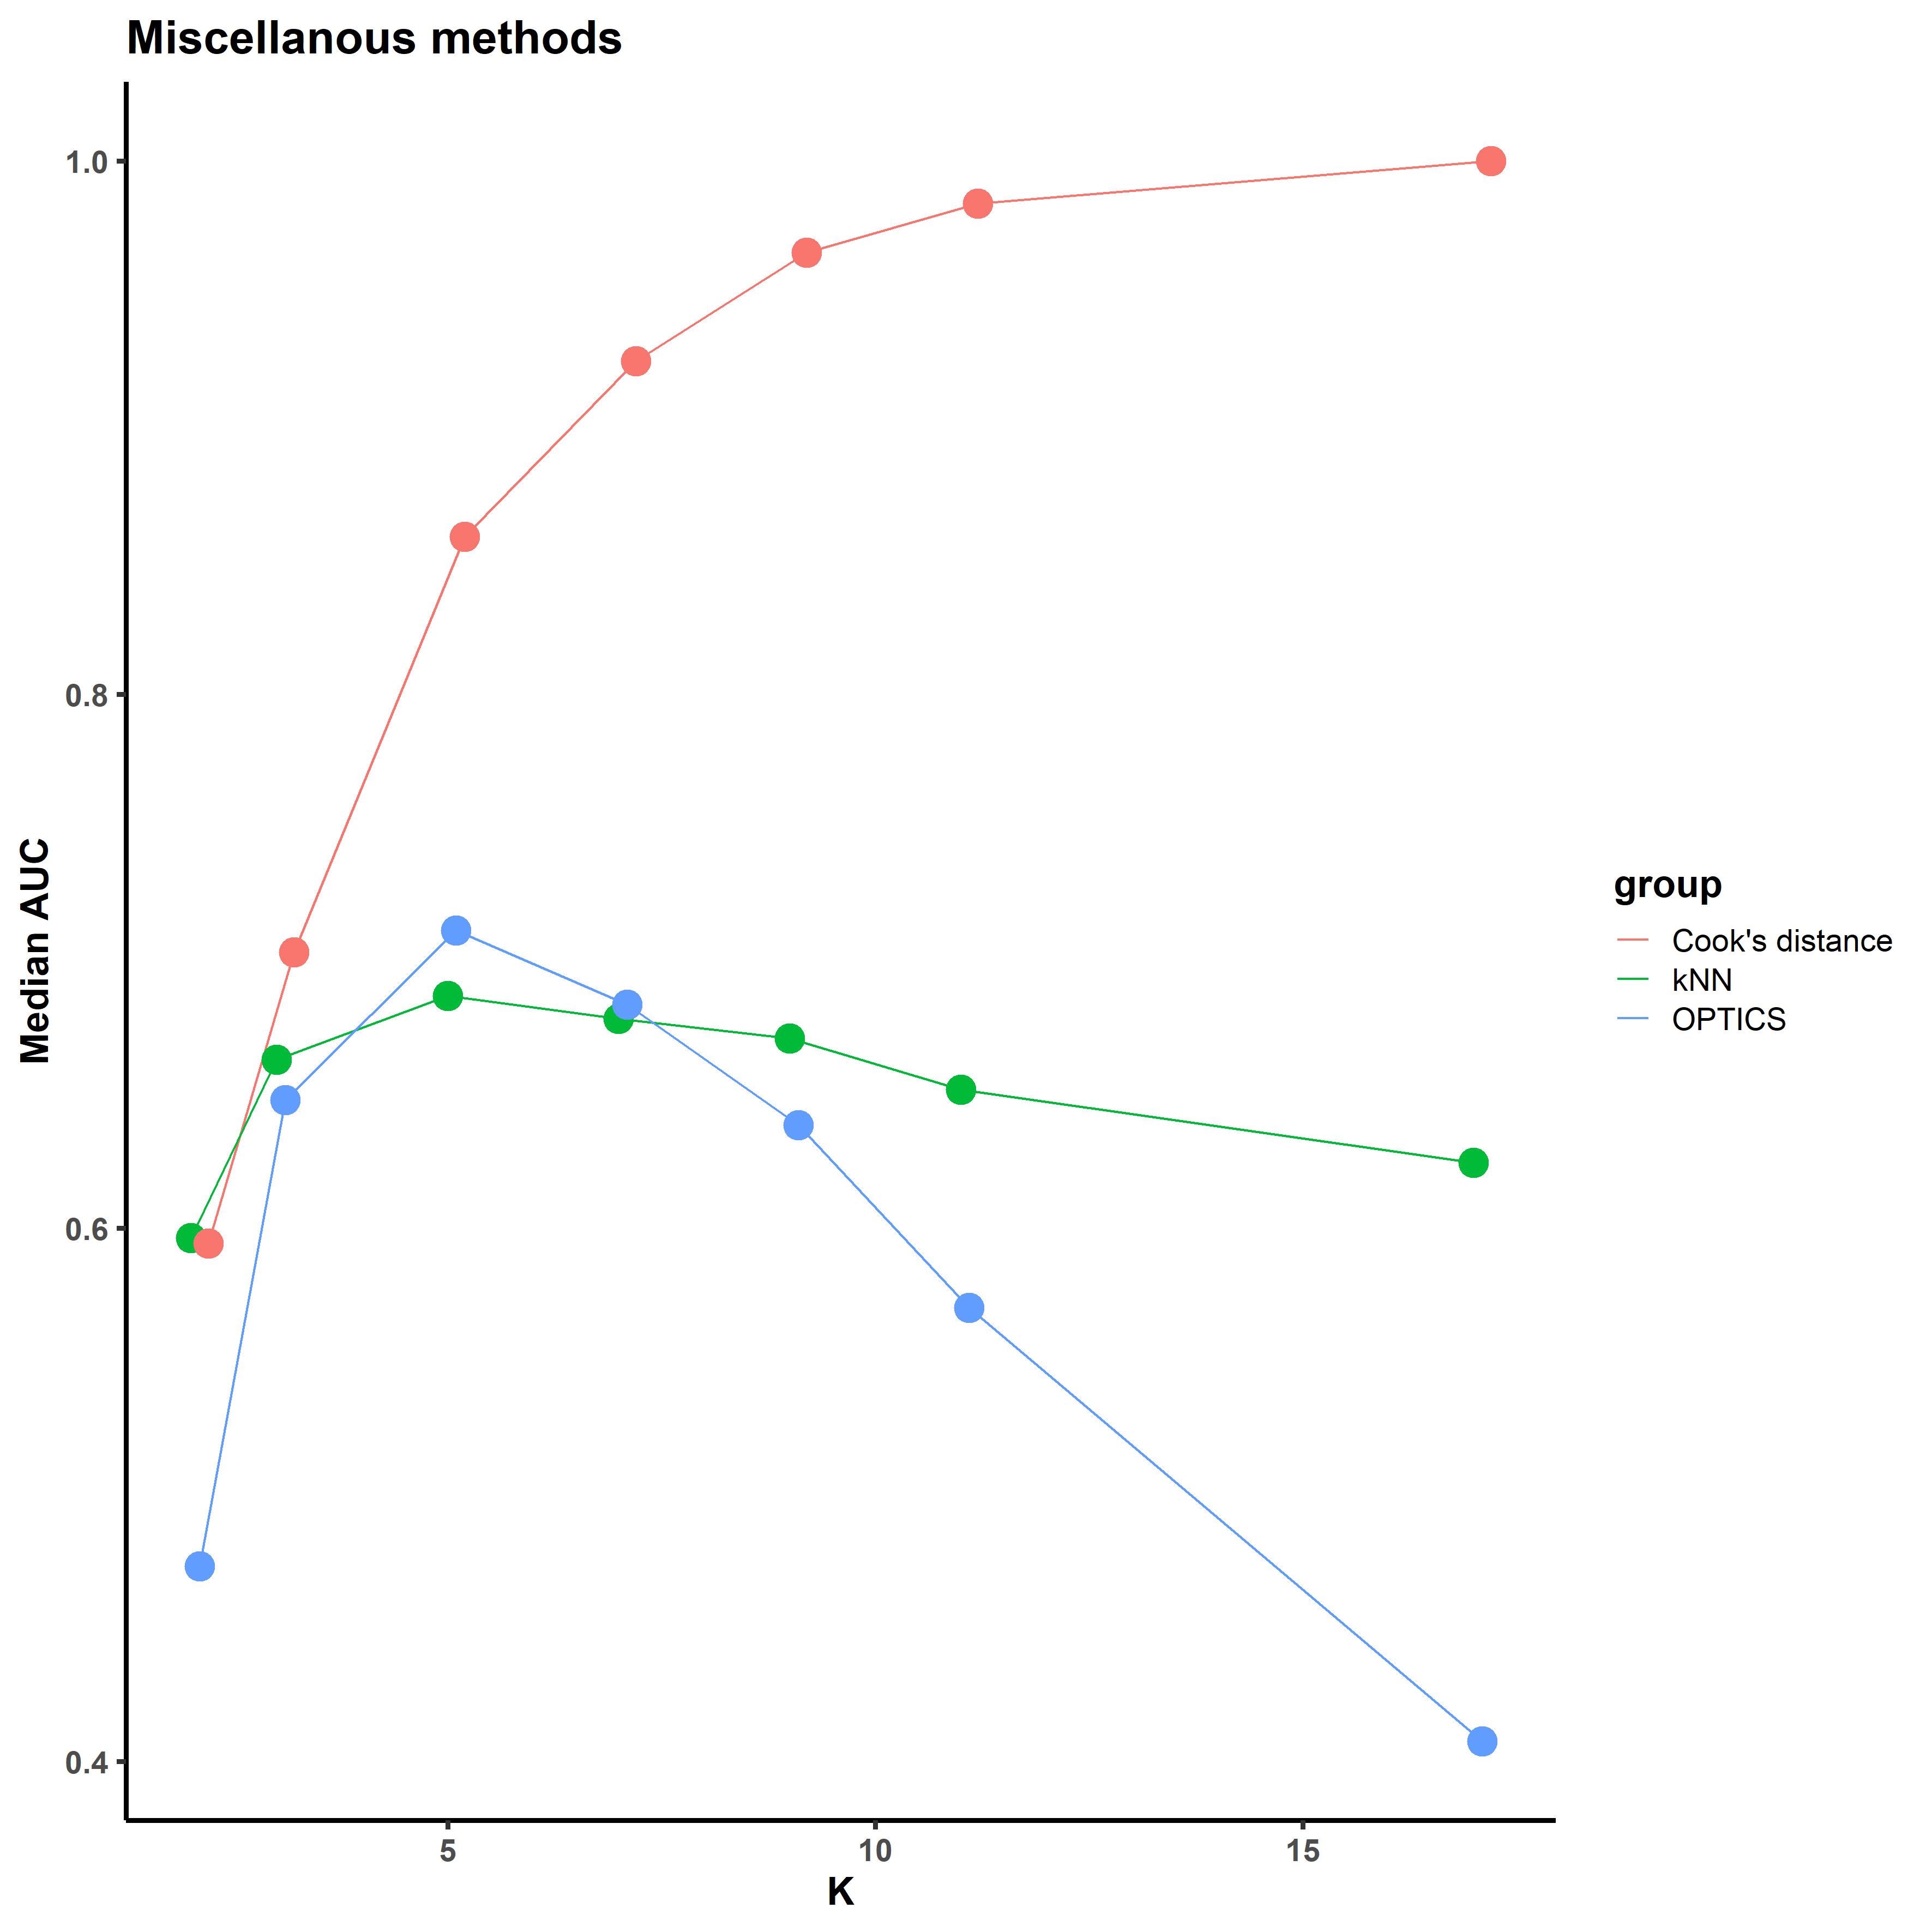 Miscellanous methods
1.0
0.8
0.6
0.4
Median AUC
5
10
15
K
group
Cook's distance
kNN
OPTICS